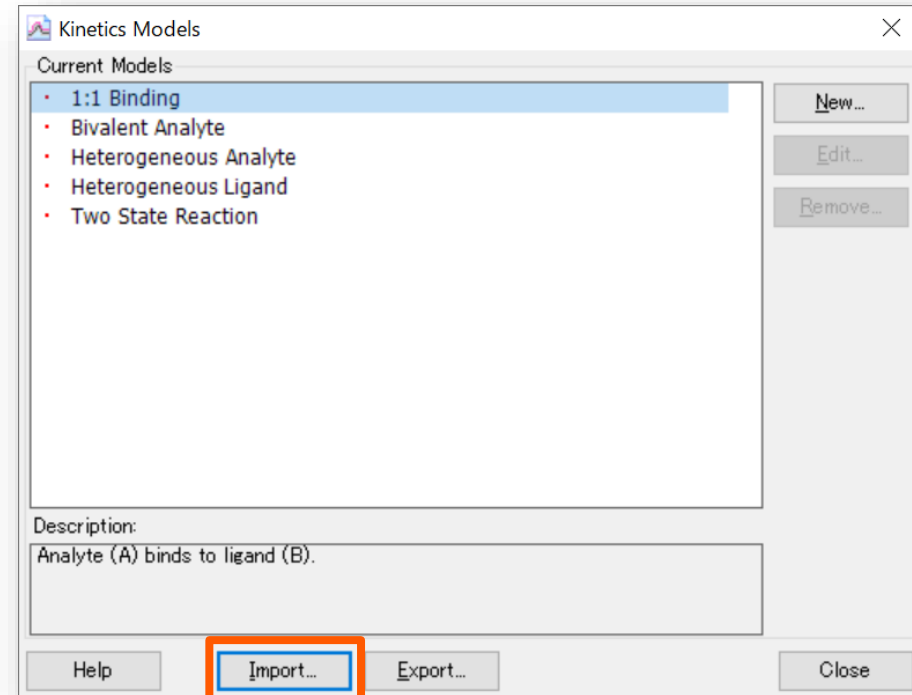 Kinetics Models
Current Models
1:1 Binding
Bivalent Analyte
Heterogeneous Analyte
Heterogeneous Ligand
Two State Reaction
New...
Edit...
Remove...
Description:
Analyte (A) binds to ligand (B).
Help Import... Export... Close